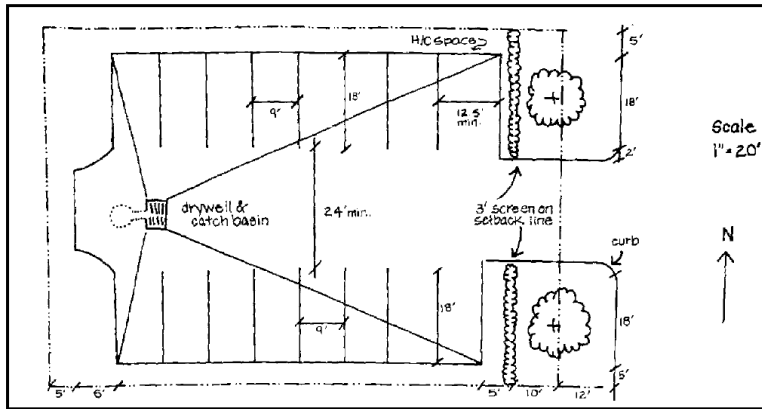 H/C SPACE
5'
18'
9'
18'
12.5'
min.
Scale
1"=20'
2'
drywell &
catch basin
24' min.
3' screen on
setback
line
curb
N
9'
18'
18'
5'
5'
6'
5'
10'
12'